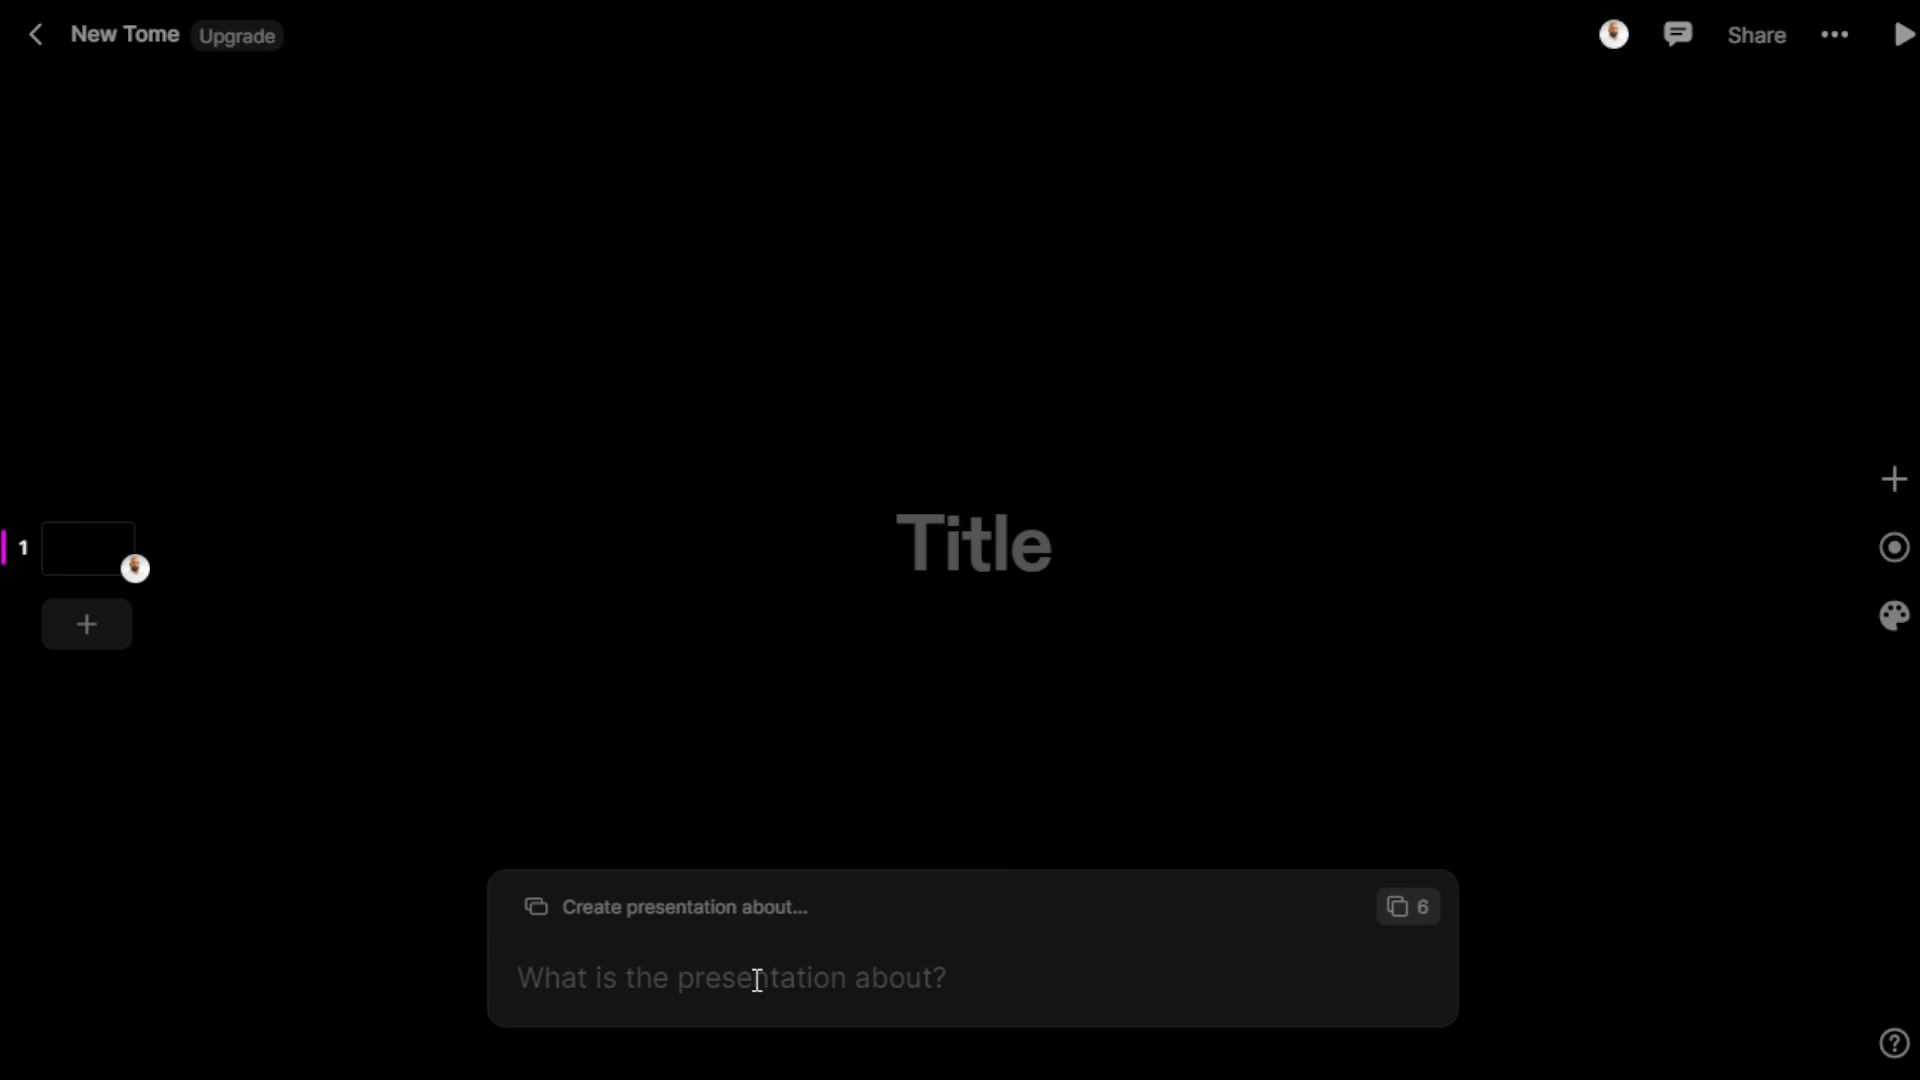 New Tome Upgrade
Share
1
Title
Create presentation about...
6
What is the presentation about?